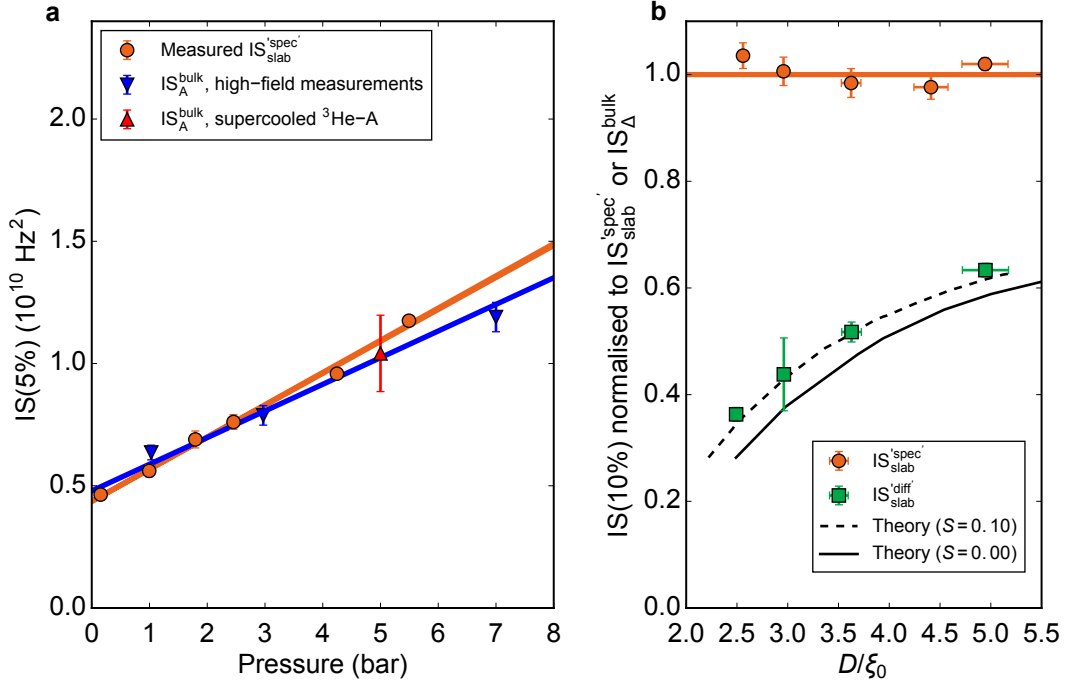 a
Measured IS'spec'slab
ISbulkA, high−field measurements
ISbulkA, supercooled 3He−A
IS(5%) (10^10 Hz^2)
0.0
0.5
1.0
1.5
2.0
0 1 2 3 4 5 6 7 8
Pressure (bar)
b
IS(10%) normalised to IS'spec'slab or ISbulkΔ
0.0
0.2
0.4
0.6
0.8
1.0
2.0 2.5 3.0 3.5 4.0 4.5 5.0 5.5
D/ξ0
IS'spec'slab
IS'diff'slab
Theory (S=0.10)
Theory (S=0.00)